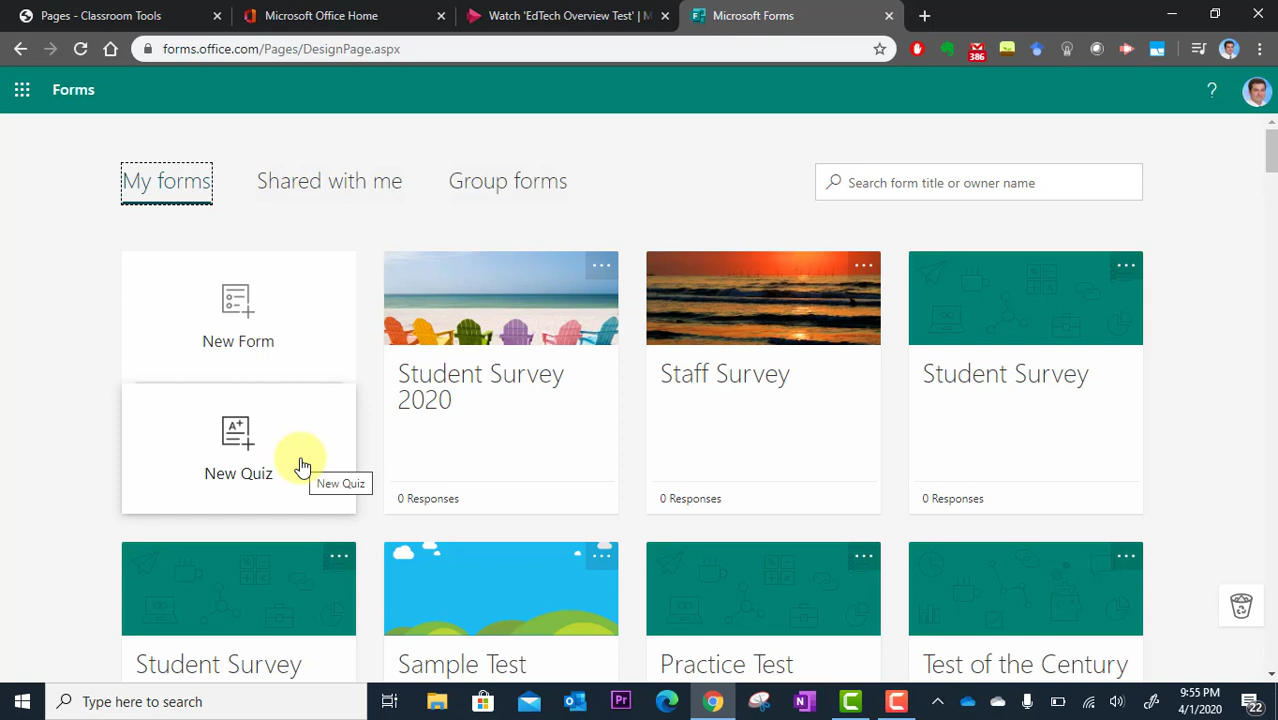 Pages - Classroom Tools
Microsoft Office Home
Watch 'EdTech Overview Test' | M
Microsoft Forms
forms.office.com/Pages/DesignPage.aspx
386
Forms
?
My forms
Shared with me
Group forms
Search form title or owner name
New Form
A+
New Quiz
New Quiz
Student Survey
2020
0 Responses
Staff Survey
0 Responses
Student Survey
0 Responses
Student Survey
Sample Test
Practice Test
Test of the Century
Type here to search
Pr
9:55 PM
4/1/2020
22